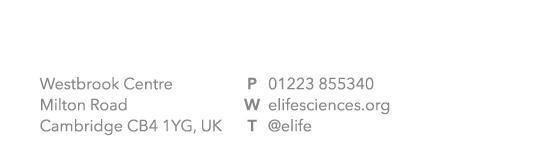 Westbrook Centre P 01223 855340
Milton Road W elifesciences.org
Cambridge CB4 1YG, UK T @elife